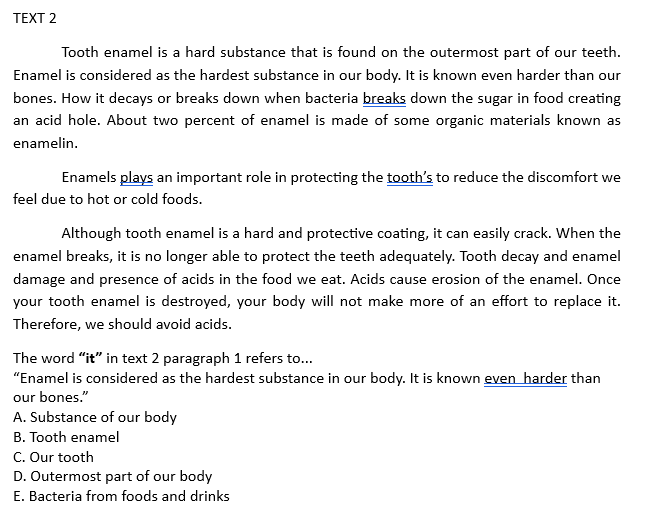 TEXT 2
Tooth enamel is a hard substance that is found on the outermost part of our teeth.
Enamel is considered as the hardest substance in our body. It is known even harder than our
bones. How it decays or breaks down when bacteria breaks down the sugar in food creating
an acid hole. About two percent of enamel is made of some organic materials known as
enamelin.
Enamels plays an important role in protecting the tooth’s to reduce the discomfort we
feel due to hot or cold foods.
Although tooth enamel is a hard and protective coating, it can easily crack. When the
enamel breaks, it is no longer able to protect the teeth adequately. Tooth decay and enamel
damage and presence of acids in the food we eat. Acids cause erosion of the enamel. Once
your tooth enamel is destroyed, your body will not make more of an effort to replace it.
Therefore, we should avoid acids.
The word “it” in text 2 paragraph 1 refers to...
“Enamel is considered as the hardest substance in our body. It is known even  harder than
our bones.”
A. Substance of our body
B. Tooth enamel
C. Our tooth
D. Outermost part of our body
E. Bacteria from foods and drinks